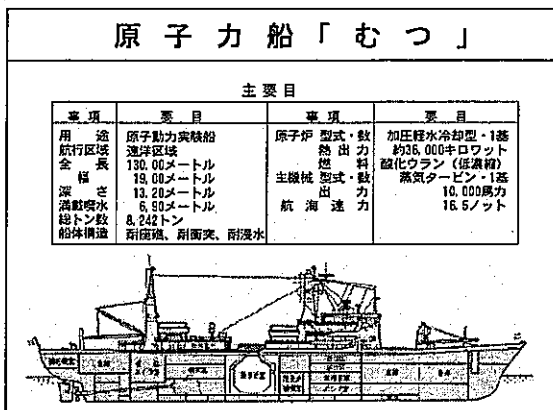 原子力船「むつ」
主要目
事項 要目 事項 要目
用途 原子動力実験船 原子炉 型式・数 加圧軽水冷却型・1基
航行区域 遠洋区域 熱出力 約36,000キロワット
全長 130.00メートル 燃料 酸化ウラン(低濃縮)
幅 19.00メートル 主機械 型式・数 蒸気タービン・1基
深さ 13.20メートル 出力 10,000馬力
満載喫水 6.90メートル 航海速力 16.5ノット
総トン数 8,242トン
船体構造 耐座礁、耐衝突、耐浸水